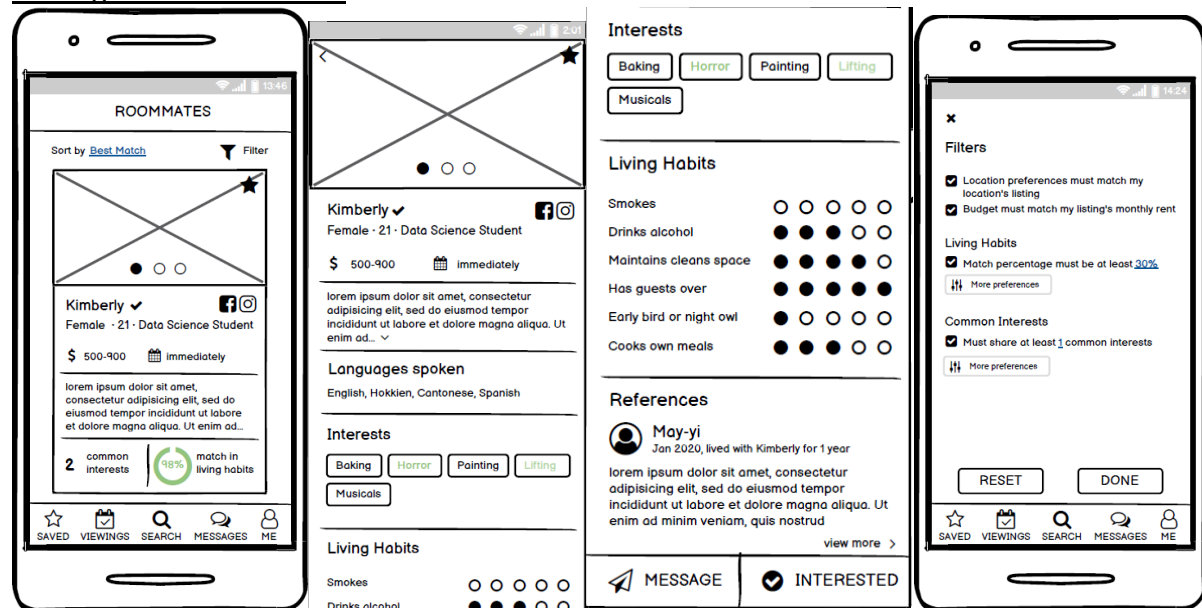 13:46
ROOMMATES
Sort by Best Match
Filter
Kimberly
Female · 21 · Data Science Student
$ 500-900
immediately
lorem ipsum dolor sit amet,
consectetur adipisicing elit, sed do
eiusmod tempor incididunt ut labore
et dolore magna aliqua. Ut enim ad...
2 common
interests
98% match in
living habits
SAVED VIEWINGS SEARCH MESSAGES ME
2:01
Kimberly
Female · 21 · Data Science Student
$ 500-900
immediately
lorem ipsum dolor sit amet, consectetur
adipisicing elit, sed do eiusmod tempor
incididunt ut labore et dolore magna aliqua. Ut
enim ad...
Languages spoken
English, Hokkien, Cantonese, Spanish
Interests
Baking Horror Painting Lifting
Musicals
Living Habits
Smokes
Drinks alcohol
Interests
Baking Horror Painting Lifting
Musicals
Living Habits
Smokes
Drinks alcohol
Maintains cleans space
Has guests over
Early bird or night owl
Cooks own meals
References
May-yi
Jan 2020, lived with Kimberly for 1 year
lorem ipsum dolor sit amet, consectetur
adipisicing elit, sed do eiusmod tempor
incididunt ut labore et dolore magna aliqua. Ut
enim ad minim veniam, quis nostrud
view more >
MESSAGE
INTERESTED
14:24
Filters
Location preferences must match my
location's listing
Budget must match my listing's monthly rent
Living Habits
Match percentage must be at least 30%
More preferences
Common Interests
Must share at least 1 common interests
More preferences
RESET
DONE
SAVED VIEWINGS SEARCH MESSAGES ME